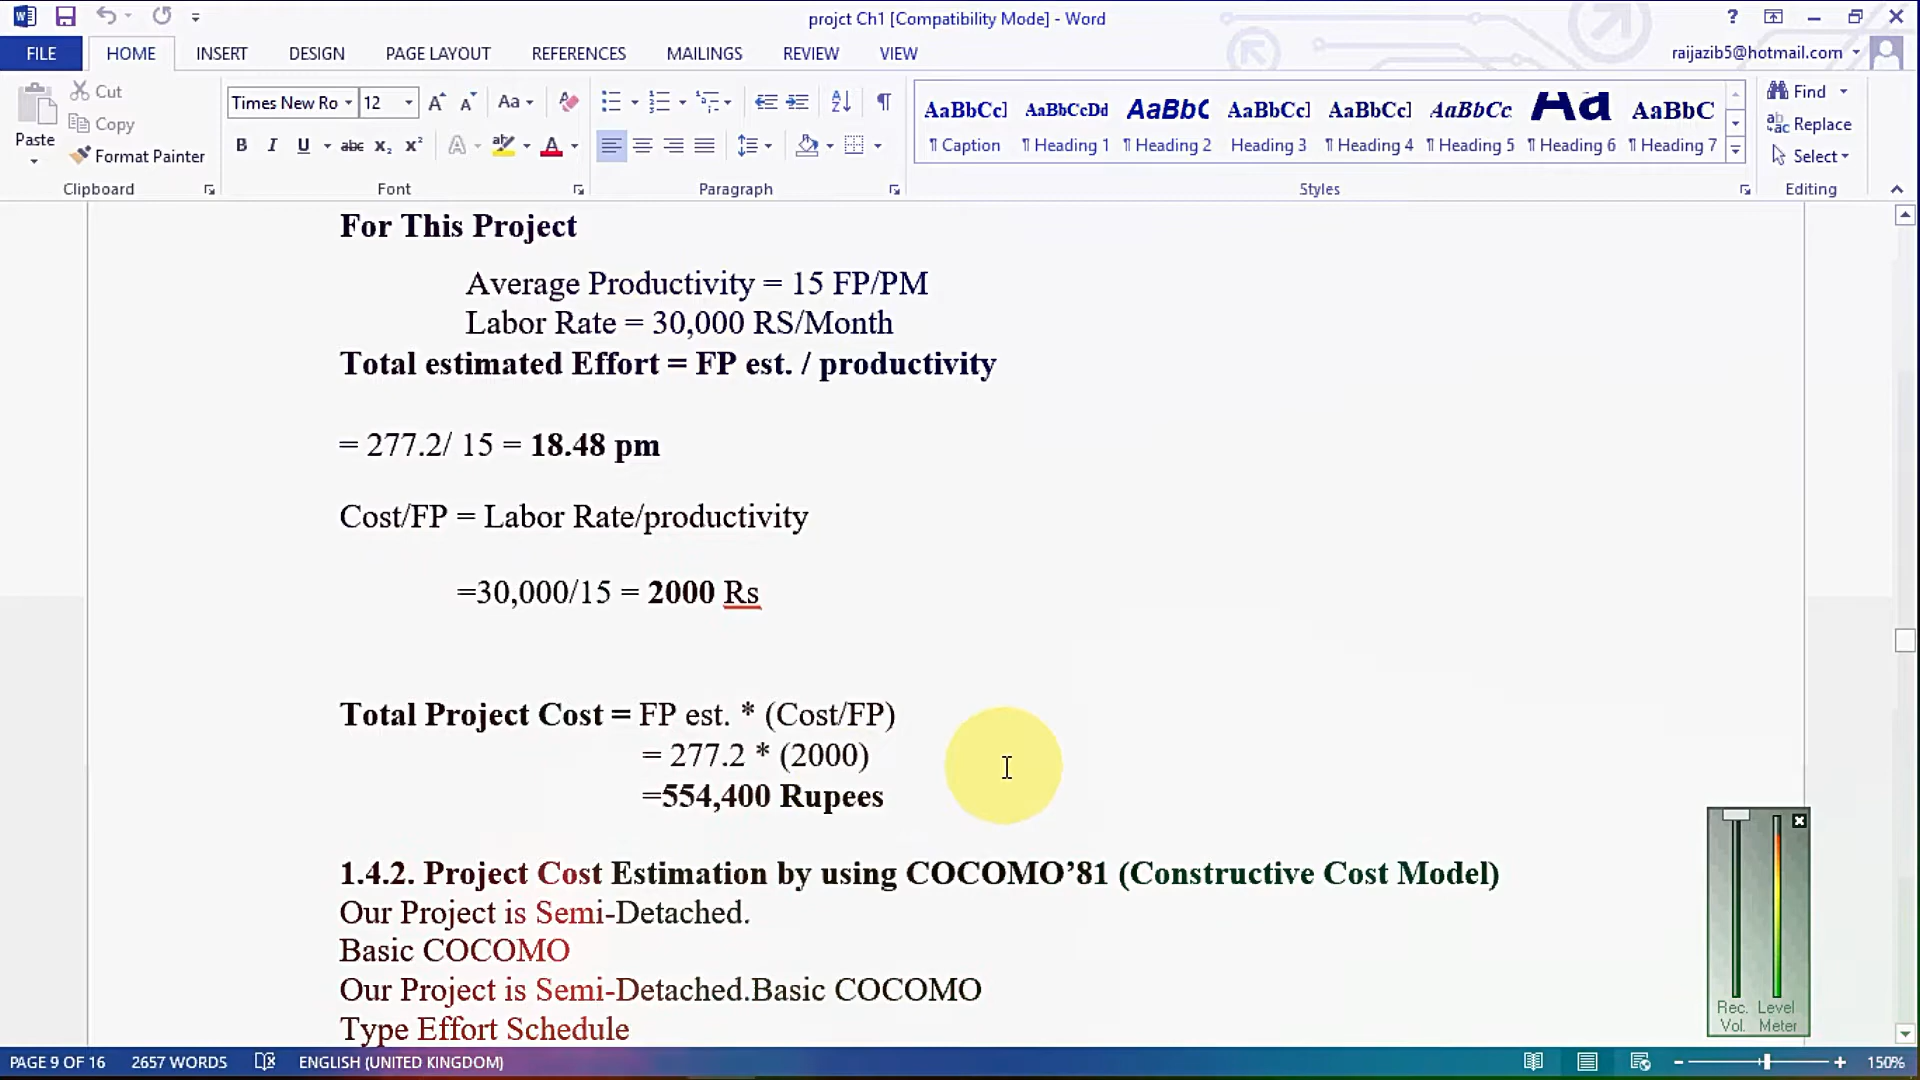 projct Ch1 [Compatibility Mode] - Word
FILE HOME INSERT DESIGN PAGE LAYOUT REFERENCES MAILINGS REVIEW VIEW
raijazib5@hotmail.com
Paste
Cut
Copy
Format Painter
Clipboard
Times New Ro 12
Font
Paragraph
AaBbCc] AaBbCcDd AaBbC AaBbCc] AaBbCc] AaBbCc Aa AaBbC
¶ Caption ¶ Heading 1 ¶ Heading 2 Heading 3 ¶ Heading 4 ¶ Heading 5 ¶ Heading 6 ¶ Heading 7
Styles
Find
Replace
Select
Editing
For This Project
Average Productivity = 15 FP/PM
Labor Rate = 30,000 RS/Month
Total estimated Effort = FP est. / productivity
= 277.2/ 15 = 18.48 pm
Cost/FP = Labor Rate/productivity
=30,000/15 = 2000 Rs
Total Project Cost = FP est. * (Cost/FP)
= 277.2 * (2000)
=554,400 Rupees
1.4.2. Project Cost Estimation by using COCOMO’81 (Constructive Cost Model)
Our Project is Semi-Detached.
Basic COCOMO
Our Project is Semi-Detached.Basic COCOMO
Type Effort Schedule
Rec. Level
Vol. Meter
PAGE 9 OF 16 2657 WORDS ENGLISH (UNITED KINGDOM) 150%